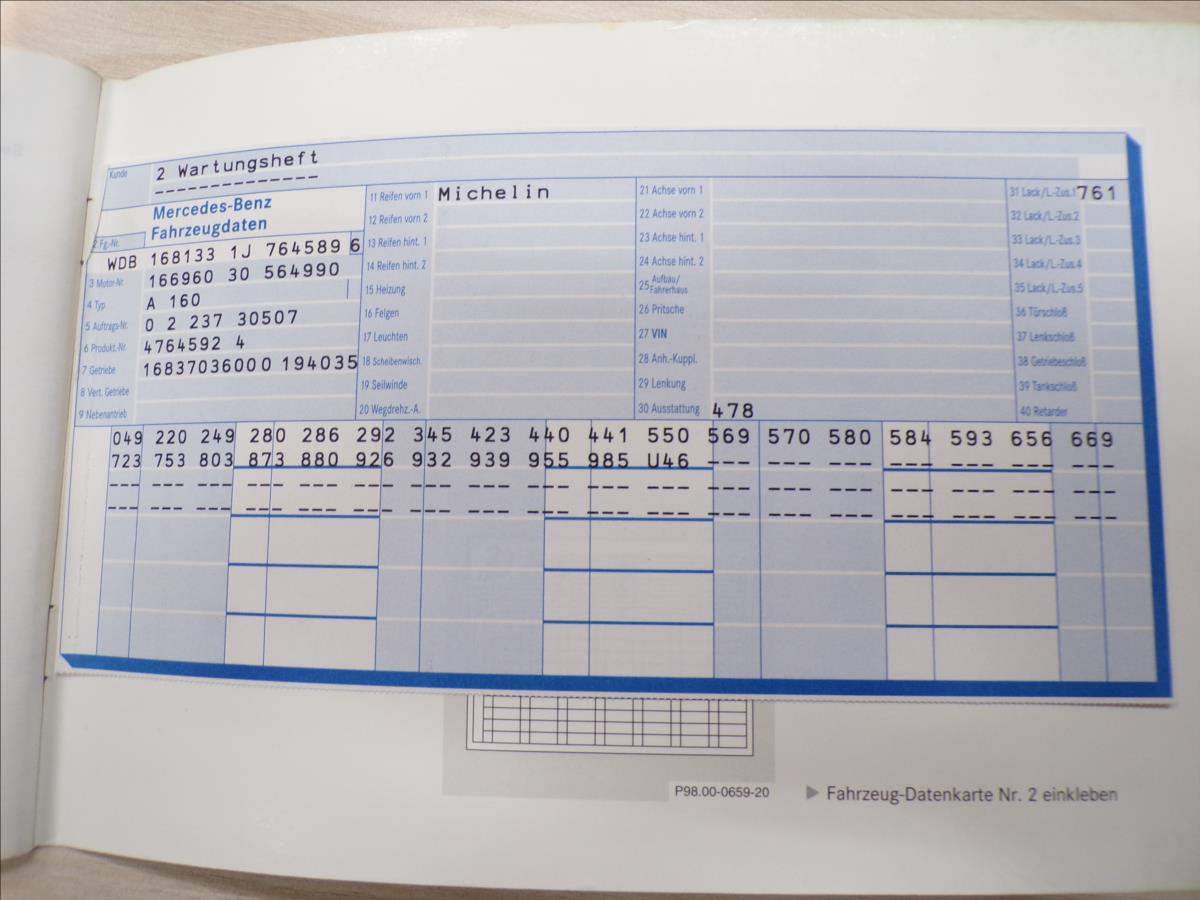 Kunde 2 Wartungsheft
--------------
Mercedes-Benz
Fahrzeugdaten
2 Fg.-Nr.
WDB 168133 1J 764589 6
3 Motor-Nr. 166960 30 564990
4 Typ A 160
5 Auftrags-Nr. 0 2 237 30507
6 Produkt.-Nr. 4764592 4
7 Getriebe 16837036000 194035
8 Vert. Getriebe
9 Nebenantrieb
11 Reifen vorn 1 Michelin
12 Reifen vorn 2
13 Reifen hint. 1
14 Reifen hint. 2
15 Heizung
16 Felgen
17 Leuchten
18 Scheibenwisch.
19 Seilwinde
20 Wegdrehz.-A.
21 Achse vorn 1
22 Achse vorn 2
23 Achse hint. 1
24 Achse hint. 2
25 Aufbau/
Fahrerhaus
26 Pritsche
27 VIN
28 Anh.-Kuppl.
29 Lenkung
30 Ausstattung 478
31 Lack/L.-Zus.1 761
32 Lack/L.-Zus.2
33 Lack/L.-Zus.3
34 Lack/L.-Zus.4
35 Lack/L.-Zus.5
36 Türschloß
37 Lenkschloß
38 Getriebeschloß
39 Tankschloß
40 Retarder
049 220 249 280 286 292 345 423 440 441 550 569 570 580 584 593 656 669
723 753 803 873 880 926 932 939 955 985 U46 --- --- --- --- --- --- ---
--- --- --- --- --- --- --- --- --- --- --- --- --- --- --- --- --- ---
--- --- --- --- --- --- --- --- --- --- --- --- --- --- --- --- --- ---
P98.00-0659-20
▶ Fahrzeug-Datenkarte Nr. 2 einkleben